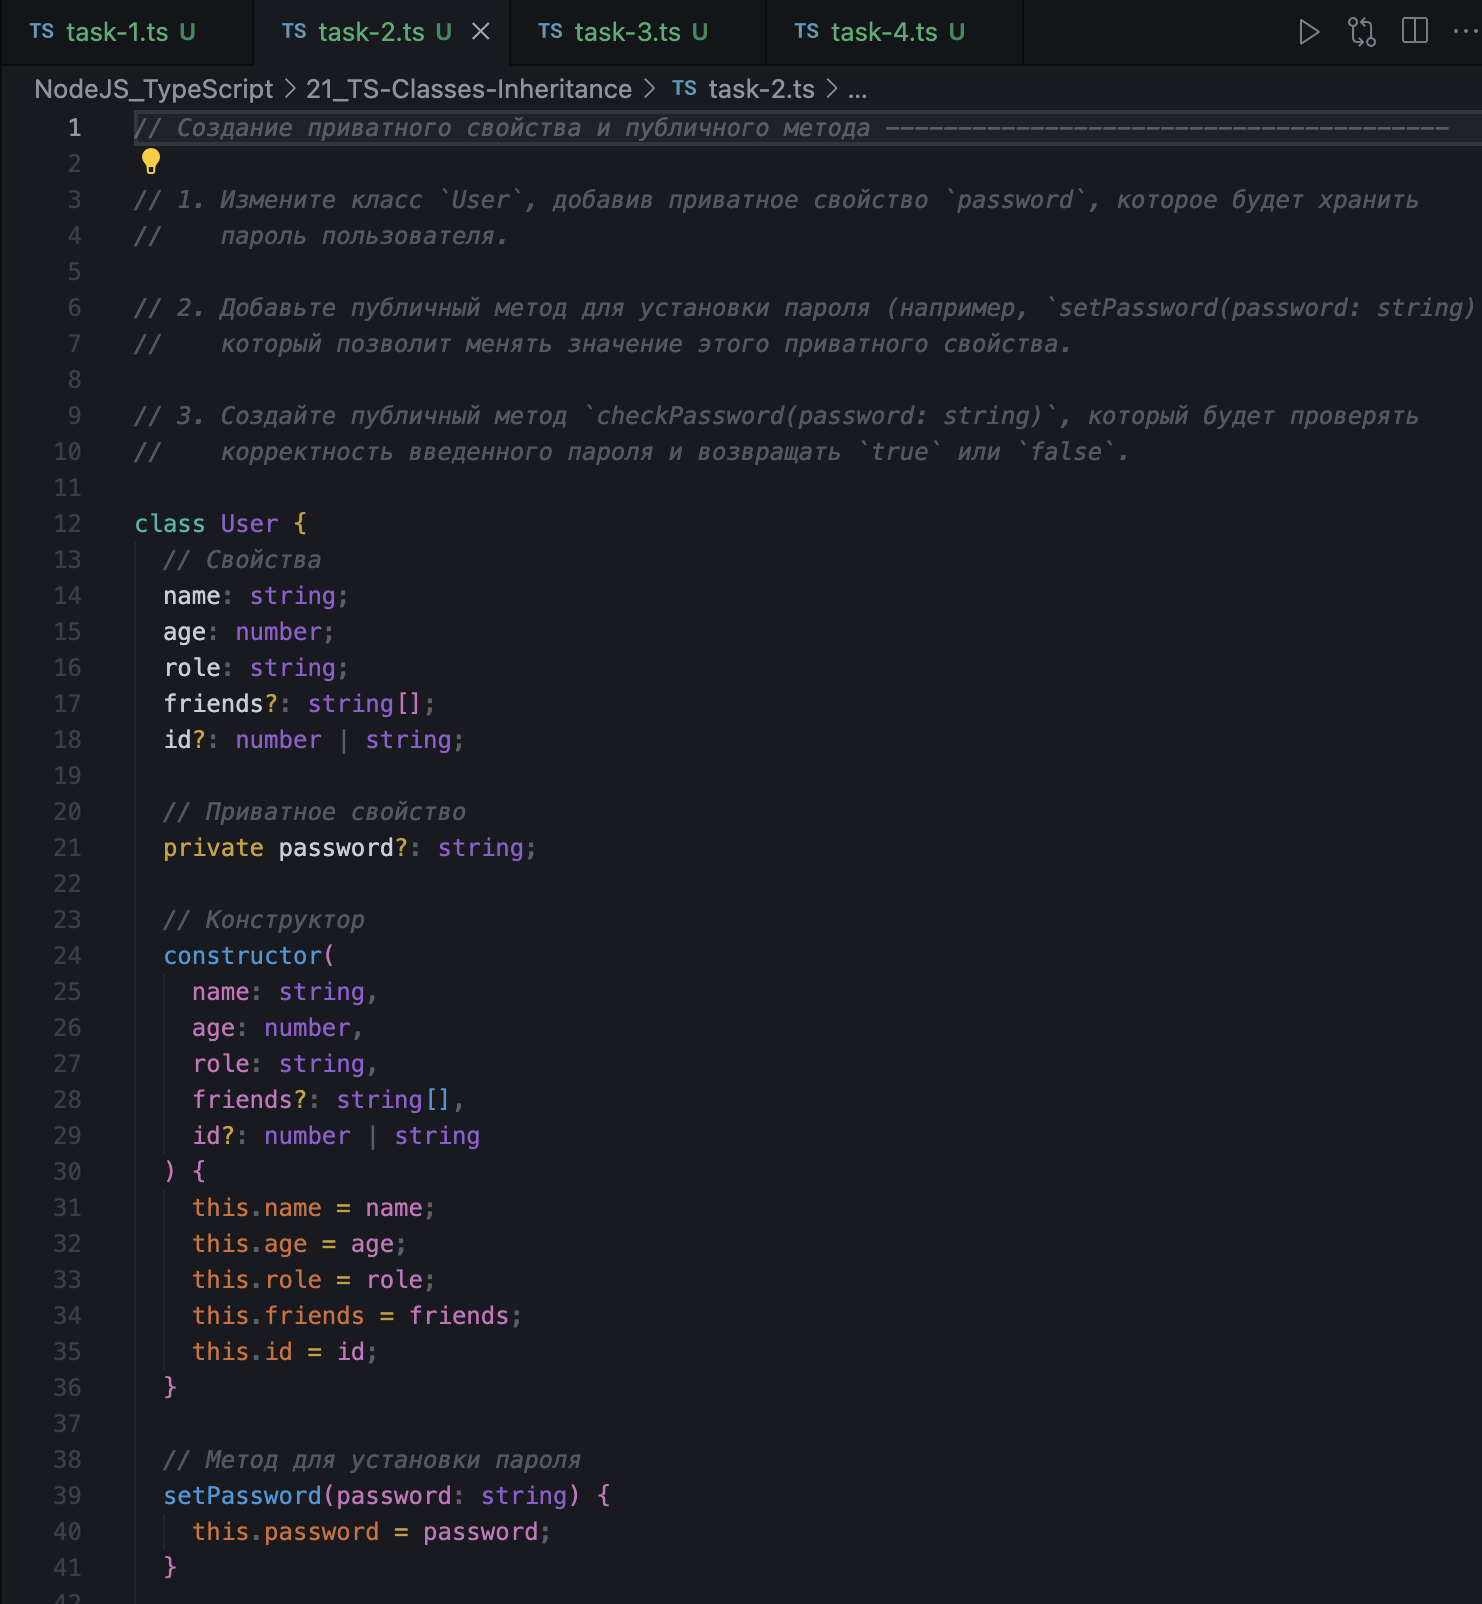 TS task-1.ts U TS task-2.ts U TS task-3.ts U TS task-4.ts U
NodeJS_TypeScript > 21_TS-Classes-Inheritance > TS task-2.ts > ...
1 // Создание приватного свойства и публичного метода ---------------------------------------
2
3 // 1. Измените класс `User`, добавив приватное свойство `password`, которое будет хранить
4 //    пароль пользователя.
5
6 // 2. Добавьте публичный метод для установки пароля (например, `setPassword(password: string)
7 //    который позволит менять значение этого приватного свойства.
8
9 // 3. Создайте публичный метод `checkPassword(password: string)`, который будет проверять
10 //    корректность введенного пароля и возвращать `true` или `false`.
11
12 class User {
13   // Свойства
14   name: string;
15   age: number;
16   role: string;
17   friends?: string[];
18   id?: number | string;
19
20   // Приватное свойство
21   private password?: string;
22
23   // Конструктор
24   constructor(
25     name: string,
26     age: number,
27     role: string,
28     friends?: string[],
29     id?: number | string
30   ) {
31     this.name = name;
32     this.age = age;
33     this.role = role;
34     this.friends = friends;
35     this.id = id;
36   }
37
38   // Метод для установки пароля
39   setPassword(password: string) {
40     this.password = password;
41   }
42